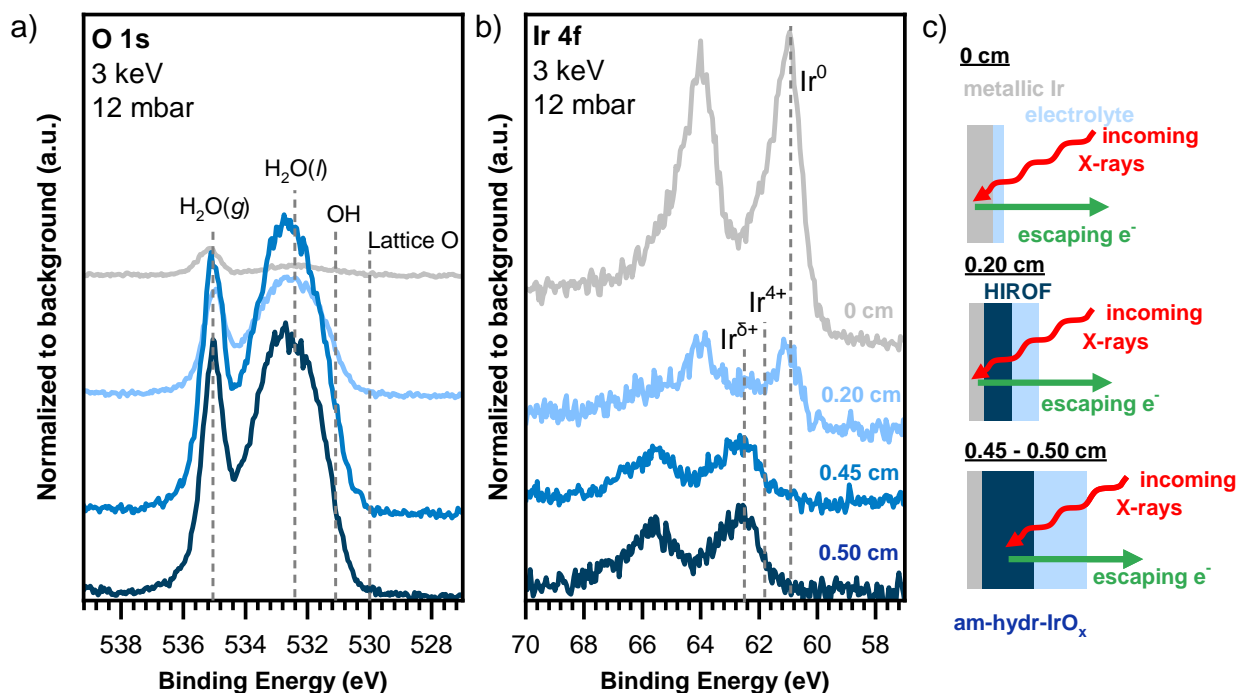 a)
O 1s
3 keV
12 mbar
H₂O(g)
H₂O(l)
OH
Lattice O
Normalized to background (a.u.)
538 536 534 532 530 528
Binding Energy (eV)
b)
Ir 4f
3 keV
12 mbar
Ir⁰
Ir⁴⁺
Irᵟ⁺
0 cm
0.20 cm
0.45 cm
0.50 cm
Normalized to background (a.u.)
70 68 66 64 62 60 58
Binding Energy (eV)
c)
0 cm
metallic Ir
electrolyte
incoming
X-rays
escaping e⁻
0.20 cm
HIROF
incoming
X-rays
escaping e⁻
0.45 - 0.50 cm
incoming
X-rays
escaping e⁻
am-hydr-IrOₓ